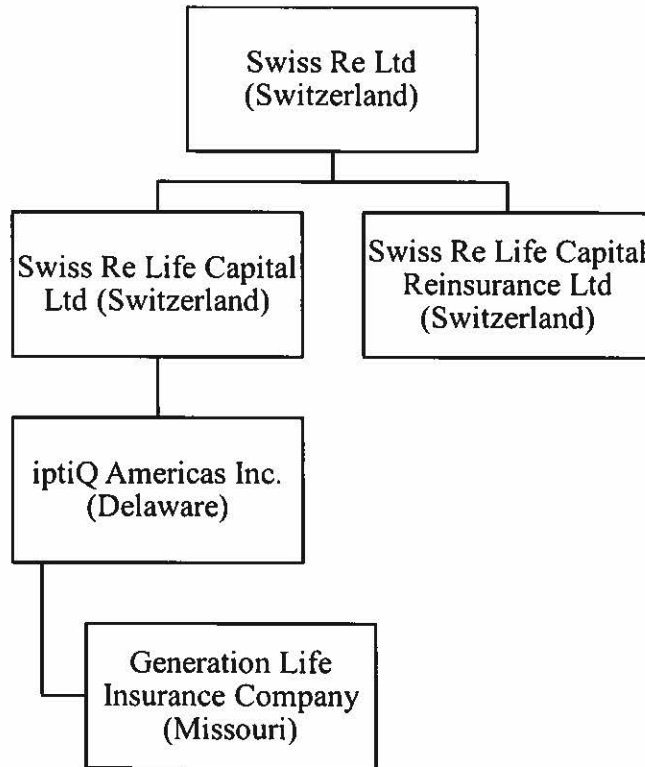 Swiss Re Ltd
(Switzerland)
Swiss Re Life Capital
Ltd (Switzerland)
Swiss Re Life Capital
Reinsurance Ltd
(Switzerland)
iptiQ Americas Inc.
(Delaware)
Generation Life
Insurance Company
(Missouri)